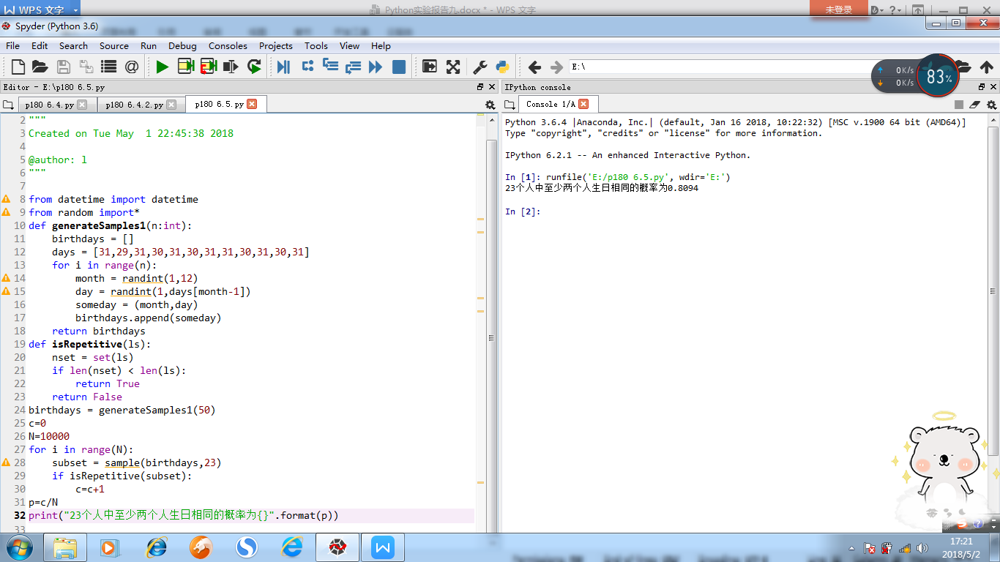 WPS 文字
Python实验报告九.docx * - WPS 文字
未登录
Spyder (Python 3.6)
File Edit Search Source Run Debug Consoles Projects Tools View Help
E:\
0K/s
0K/s
83%
Editor - E:\p180 6.5.py
p180 6.4.py
p180 6.4.2.py
p180 6.5.py
2 """
3 Created on Tue May  1 22:45:38 2018
4
5 @author: l
6 """
7
8 from datetime import datetime
9 from random import*
10 def generateSamples1(n:int):
11     birthdays = []
12     days = [31,29,31,30,31,30,31,31,30,31,30,31]
13     for i in range(n):
14         month = randint(1,12)
15         day = randint(1,days[month-1])
16         someday = (month,day)
17         birthdays.append(someday)
18     return birthdays
19 def isRepetitive(ls):
20     nset = set(ls)
21     if len(nset) < len(ls):
22         return True
23     return False
24 birthdays = generateSamples1(50)
25 c=0
26 N=10000
27 for i in range(N):
28     subset = sample(birthdays,23)
29     if isRepetitive(subset):
30         c=c+1
31 p=c/N
32 print("23个人中至少两个人生日相同的概率为{}".format(p))
33
IPython console
Console 1/A
Python 3.6.4 |Anaconda, Inc.| (default, Jan 16 2018, 10:22:32) [MSC v.1900 64 bit (AMD64)]
Type "copyright", "credits" or "license" for more information.
IPython 6.2.1 -- An enhanced Interactive Python.
In [1]: runfile('E:/p180 6.5.py', wdir='E:')
23个人中至少两个人生日相同的概率为0.8094
In [2]:
17:21
2018/5/2